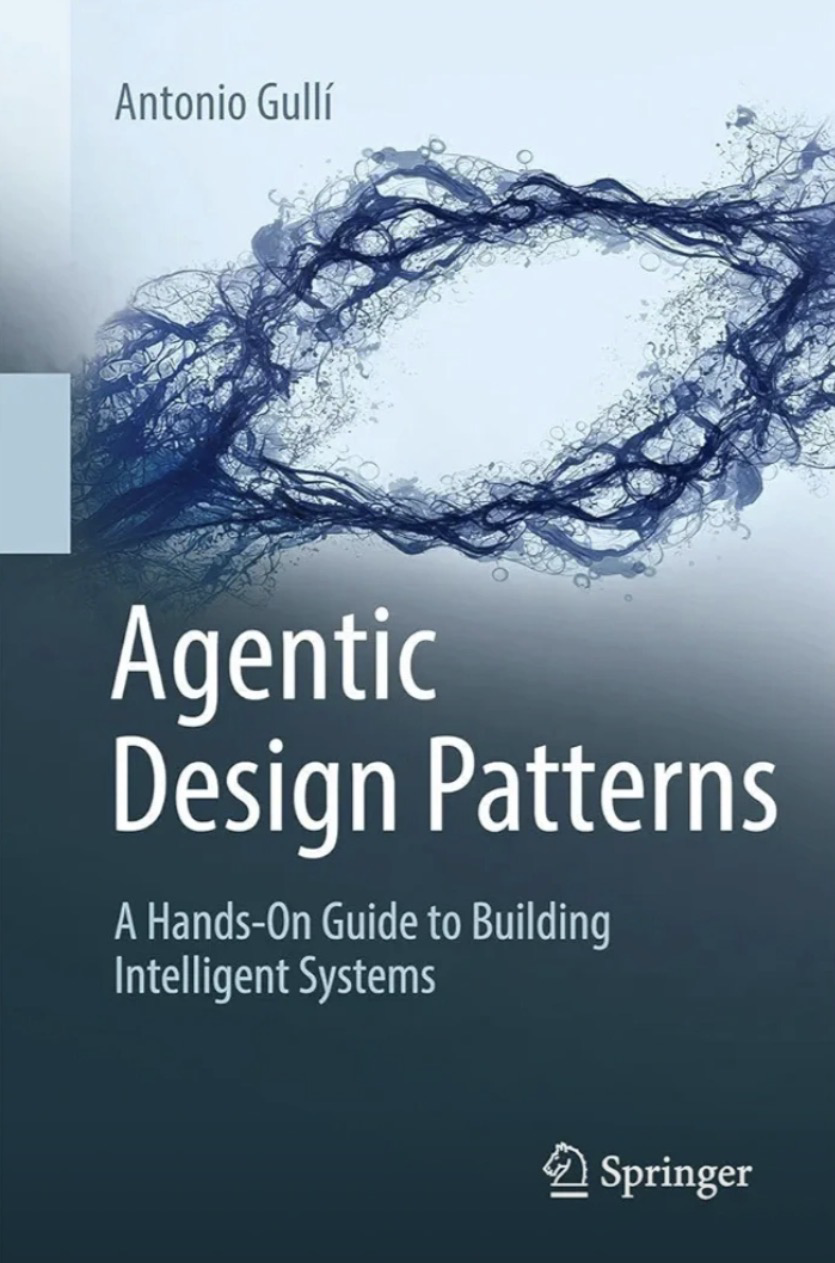 Antonio Gullí
Agentic
Design Patterns
A Hands-On Guide to Building
Intelligent Systems
Springer